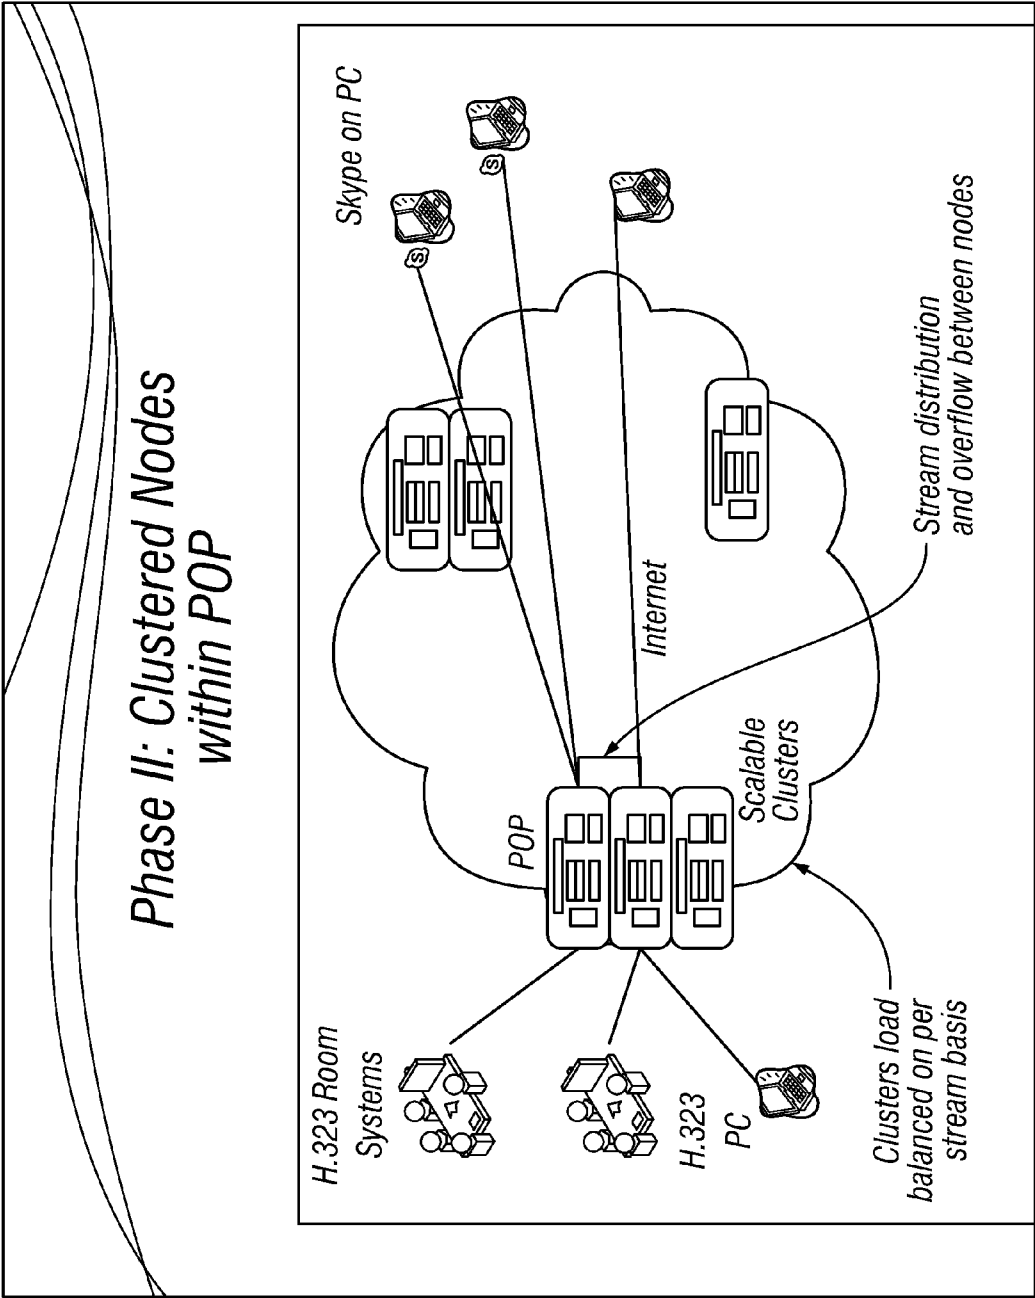 Phase II: Clustered Nodes
within POP
H.323 Room
Systems
POP
Skype on PC
S
S
Internet
H.323
PC
Scalable
Clusters
Clusters load
balanced on per
stream basis
Stream distribution
and overflow between nodes